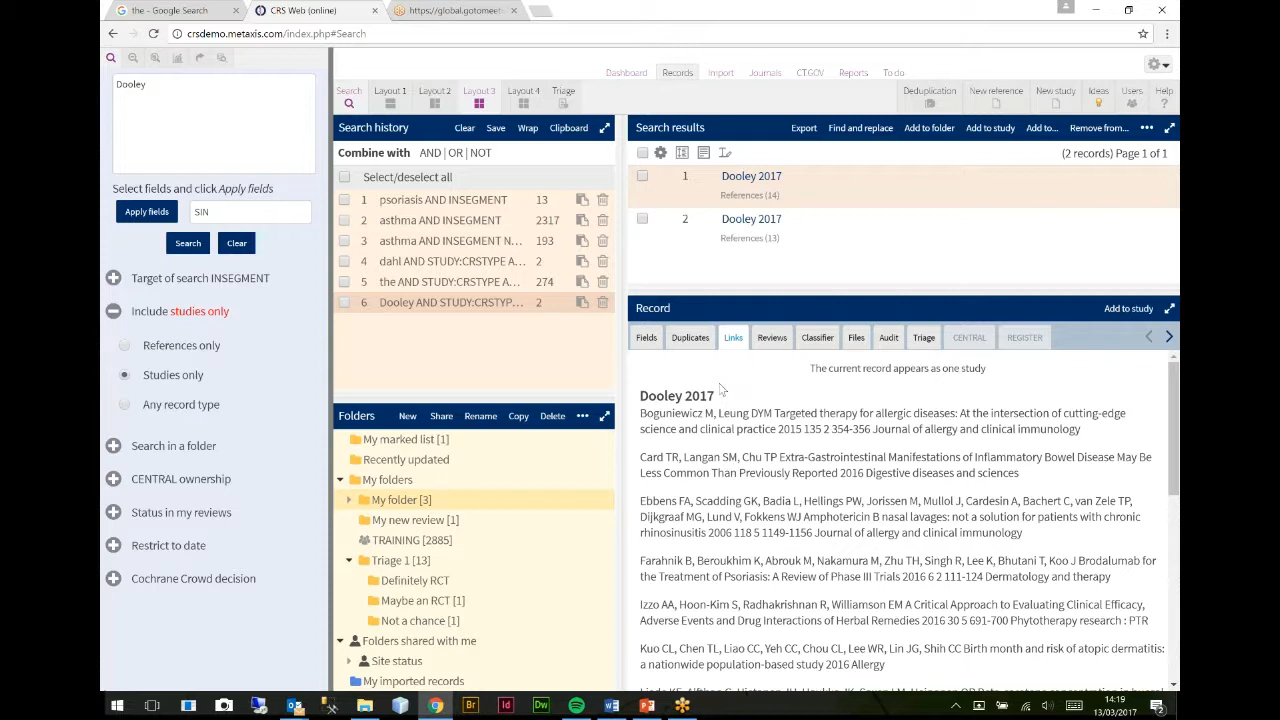 the - Google Search
CRS Web (online)
https://global.gotomeet
crsdemo.metaxis.com/index.php#Search
Dashboard
Records
Import
Journals
CT.GOV
Reports
To do
Search
Layout 1
Layout 2
Layout 3
Layout 4
Triage
Deduplication
New reference
New study
Ideas
Users
Help
?
Dooley
Select fields and click Apply fields
Apply fields
SIN
Search
Clear
Target of search INSEGMENT
Include studies only
References only
Studies only
Any record type
Search in a folder
CENTRAL ownership
Status in my reviews
Restrict to date
Cochrane Crowd decision
Search history
Clear
Save
Wrap
Clipboard
Combine with AND | OR | NOT
Select/deselect all
1 psoriasis AND INSEGMENT 13
2 asthma AND INSEGMENT 2317
3 asthma AND INSEGMENT N... 193
4 dahl AND STUDY:CRSTYPE A... 2
5 the AND STUDY:CRSTYPE A... 274
6 Dooley AND STUDY:CRSTYP... 2
Folders
New
Share
Rename
Copy
Delete
•••
My marked list [1]
Recently updated
My folders
My folder [3]
My new review [1]
TRAINING [2885]
Triage 1 [13]
Definitely RCT
Maybe an RCT [1]
Not a chance [1]
Folders shared with me
Site status
My imported records
Search results
Export
Find and replace
Add to folder
Add to study
Add to...
Remove from...
•••
(2 records) Page 1 of 1
1 Dooley 2017
References (14)
2 Dooley 2017
References (13)
Record
Add to study
Fields
Duplicates
Links
Reviews
Classifier
Files
Audit
Triage
CENTRAL
REGISTER
The current record appears as one study
Dooley 2017
Boguniewicz M, Leung DYM Targeted therapy for allergic diseases: At the intersection of cutting-edge
science and clinical practice 2015 135 2 354-356 Journal of allergy and clinical immunology
Card TR, Langan SM, Chu TP Extra-Gastrointestinal Manifestations of Inflammatory Bowel Disease May Be
Less Common Than Previously Reported 2016 Digestive diseases and sciences
Ebbens FA, Scadding GK, Badia L, Hellings PW, Jorissen M, Mullol J, Cardesin A, Bachert C, van Zele TP,
Dijkgraaf MG, Lund V, Fokkens WJ Amphotericin B nasal lavages: not a solution for patients with chronic
rhinosinusitis 2006 118 5 1149-1156 Journal of allergy and clinical immunology
Farahnik B, Beroukhim K, Abrouk M, Nakamura M, Zhu TH, Singh R, Lee K, Bhutani T, Koo J Brodalumab for
the Treatment of Psoriasis: A Review of Phase III Trials 2016 6 2 111-124 Dermatology and therapy
Izzo AA, Hoon-Kim S, Radhakrishnan R, Williamson EM A Critical Approach to Evaluating Clinical Efficacy,
Adverse Events and Drug Interactions of Herbal Remedies 2016 30 5 691-700 Phytotherapy research : PTR
Kuo CL, Chen TL, Liao CC, Yeh CC, Chou CL, Lee WR, Lin JG, Shih CC Birth month and risk of atopic dermatitis:
a nationwide population-based study 2016 Allergy
Br
Id
Dw
14:19
13/03/2017
2